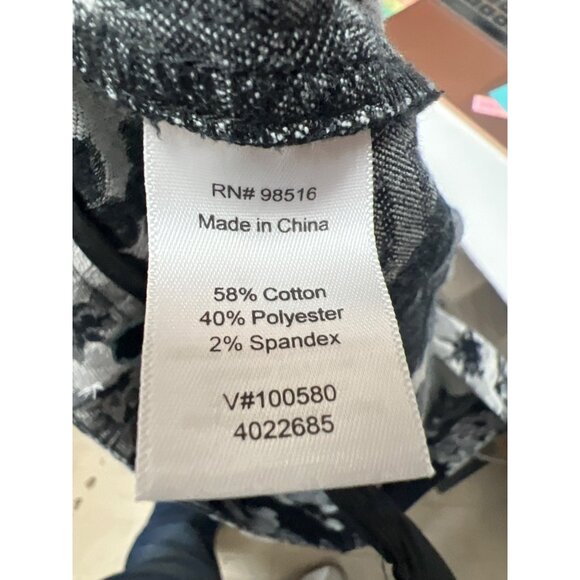 RN# 98516
Made in China
58% Cotton
40% Polyester
2% Spandex
V#100580
4022685